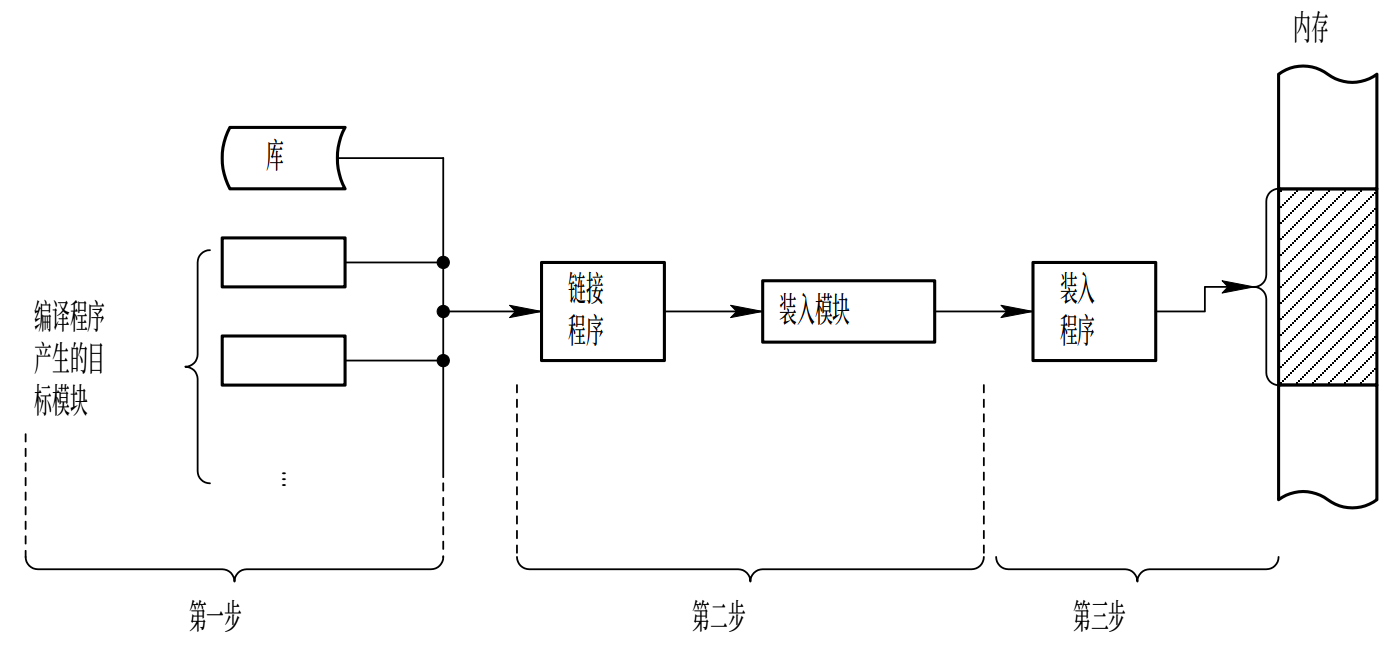 内存
库
编译程序
产生的目
标模块
⋮
链接
程序
装入模块
装入
程序
第一步
第二步
第三步